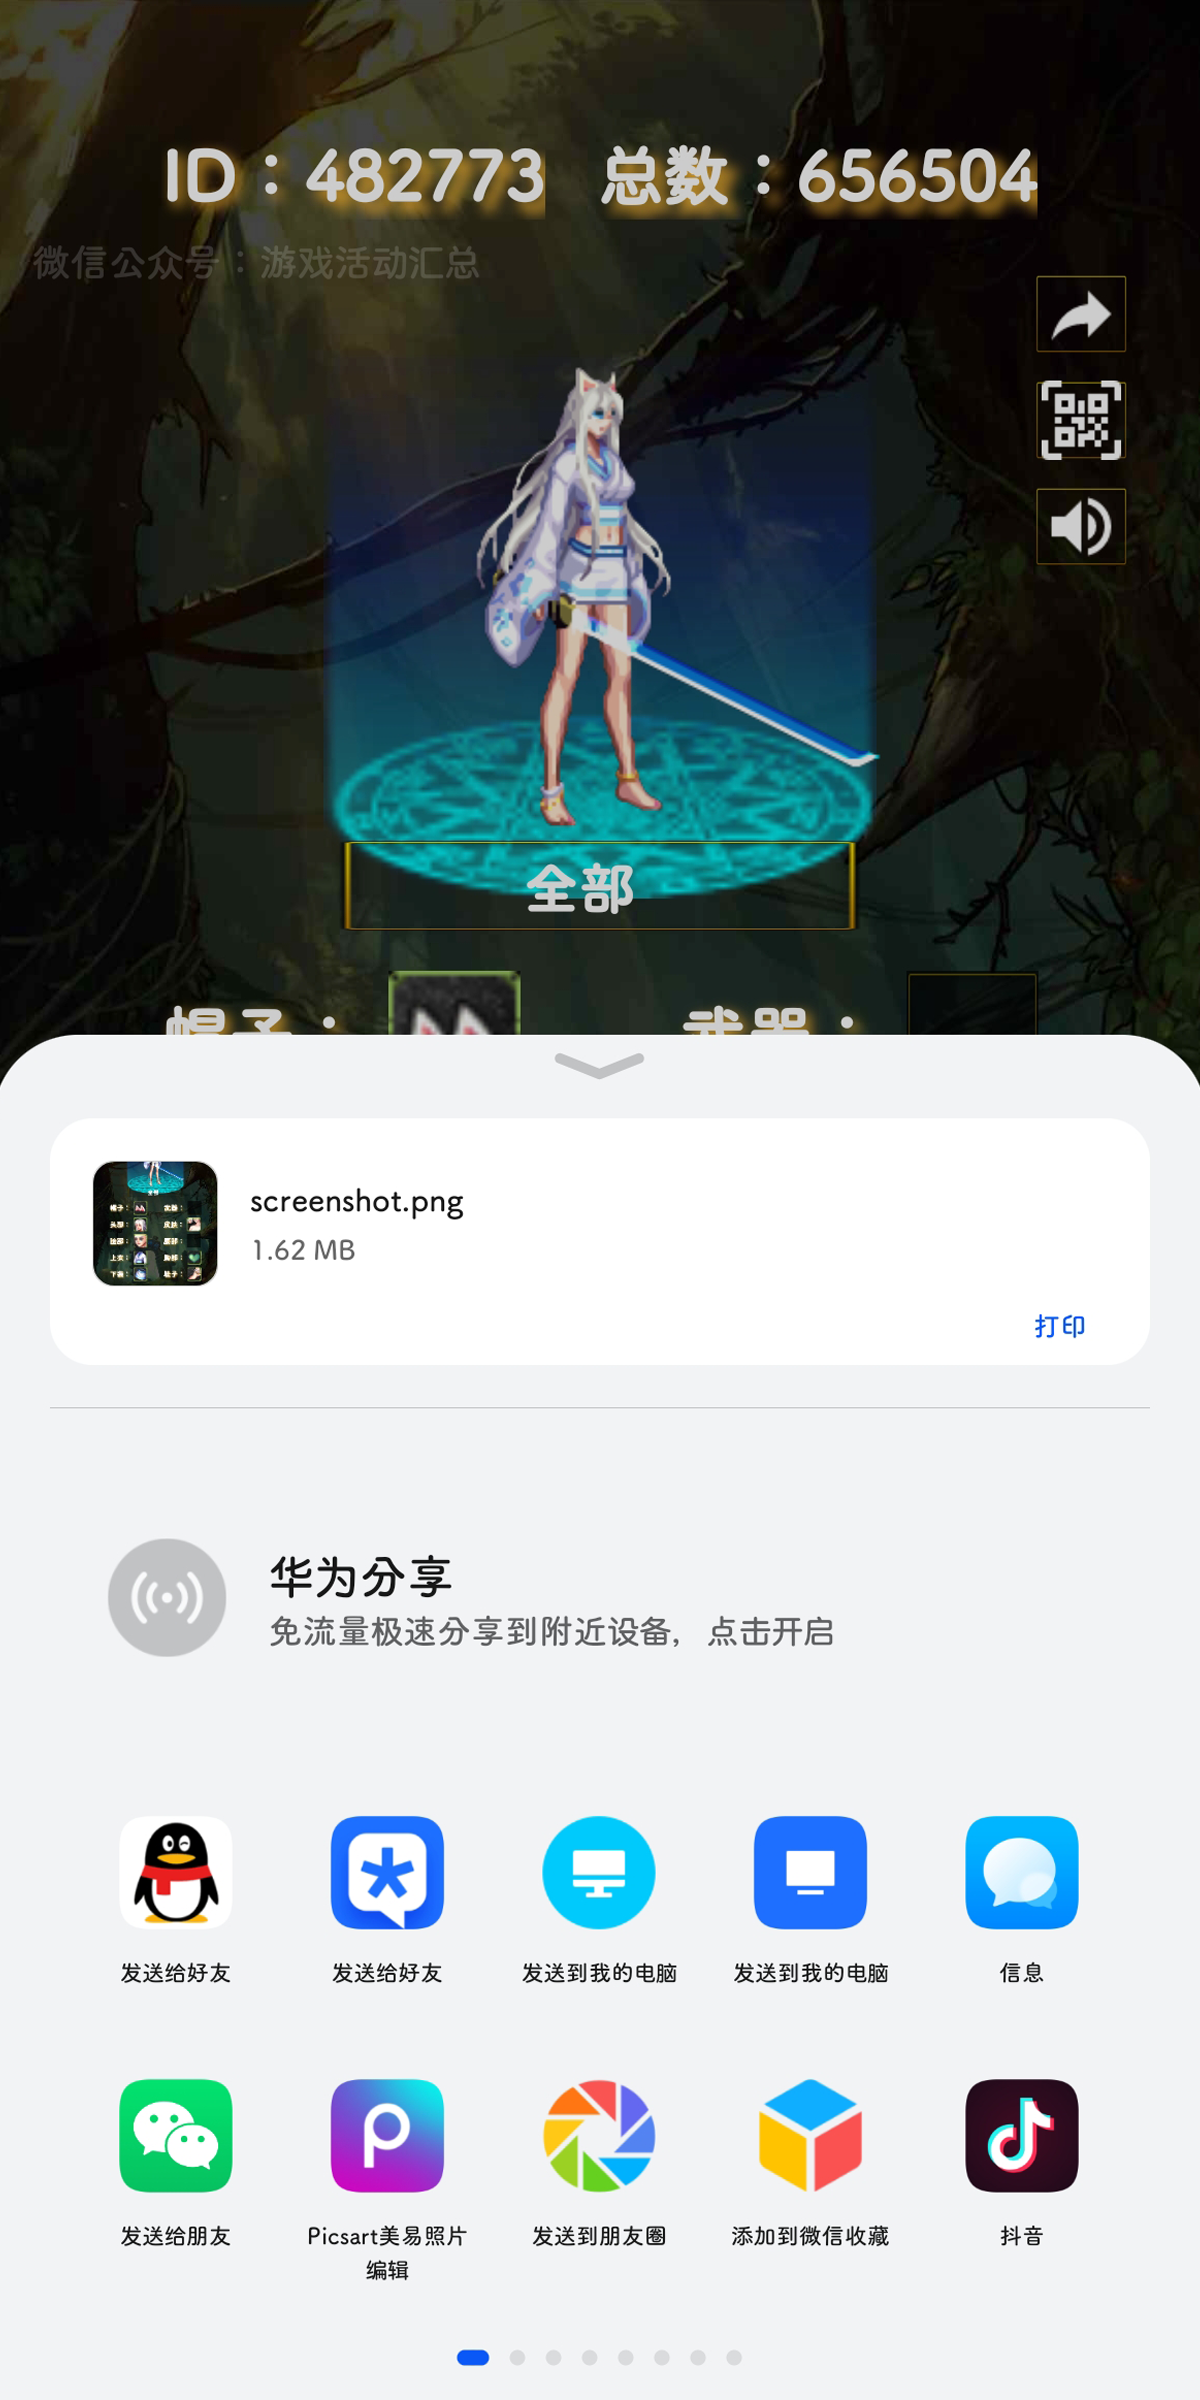 ID：482773 总数：656504
微信公众号：游戏活动汇总
全部
帽子： 武器：
screenshot.png
1.62 MB
打印
华为分享
免流量极速分享到附近设备，点击开启
发送给好友 发送给好友 发送到我的电脑 发送到我的电脑 信息
发送给朋友 Picsart美易照片编辑 发送到朋友圈 添加到微信收藏 抖音